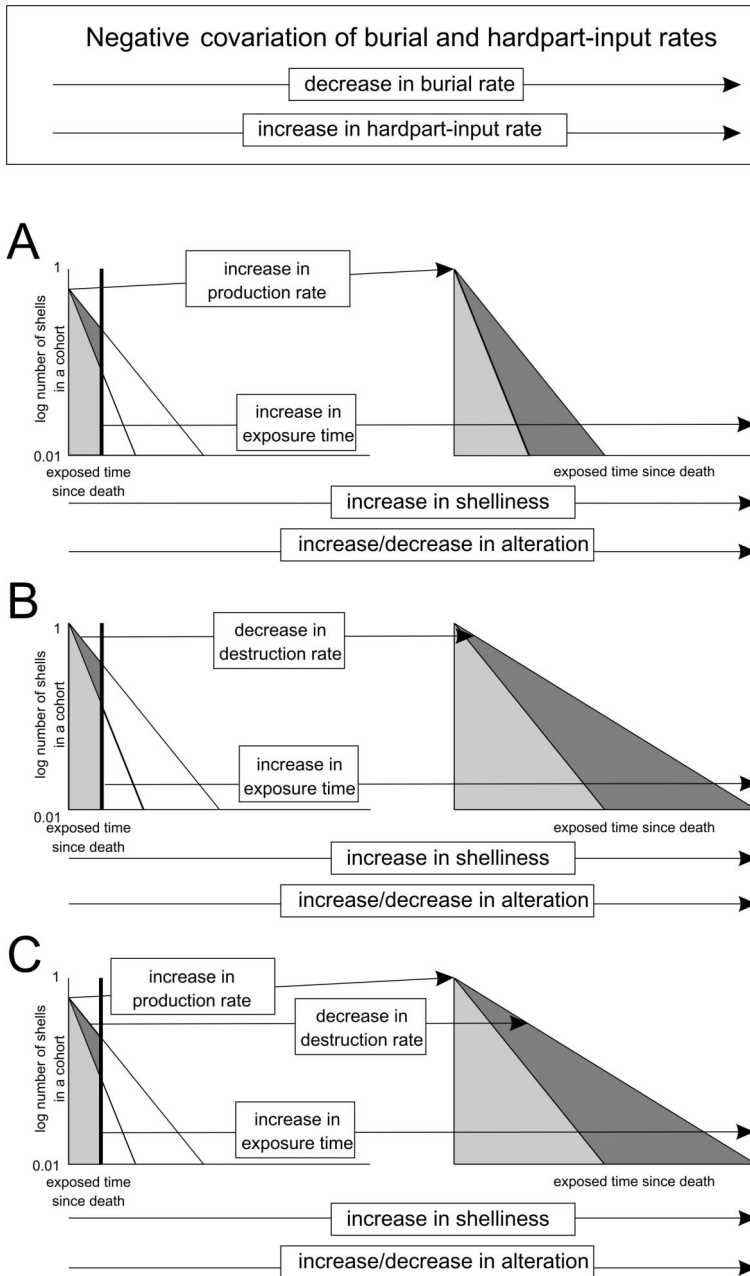 Negative covariation of burial and hardpart-input rates
decrease in burial rate
increase in hardpart-input rate
A
1
log number of shells
in a cohort
0.01
increase in
production rate
increase in
exposure time
exposed time
since death
exposed time since death
increase in shelliness
increase/decrease in alteration
B
1
log number of shells
in a cohort
0.01
decrease in
destruction rate
increase in
exposure time
exposed time
since death
exposed time since death
increase in shelliness
increase/decrease in alteration
C
1
log number of shells
in a cohort
0.01
increase in
production rate
decrease in
destruction rate
increase in
exposure time
exposed time
since death
exposed time since death
increase in shelliness
increase/decrease in alteration